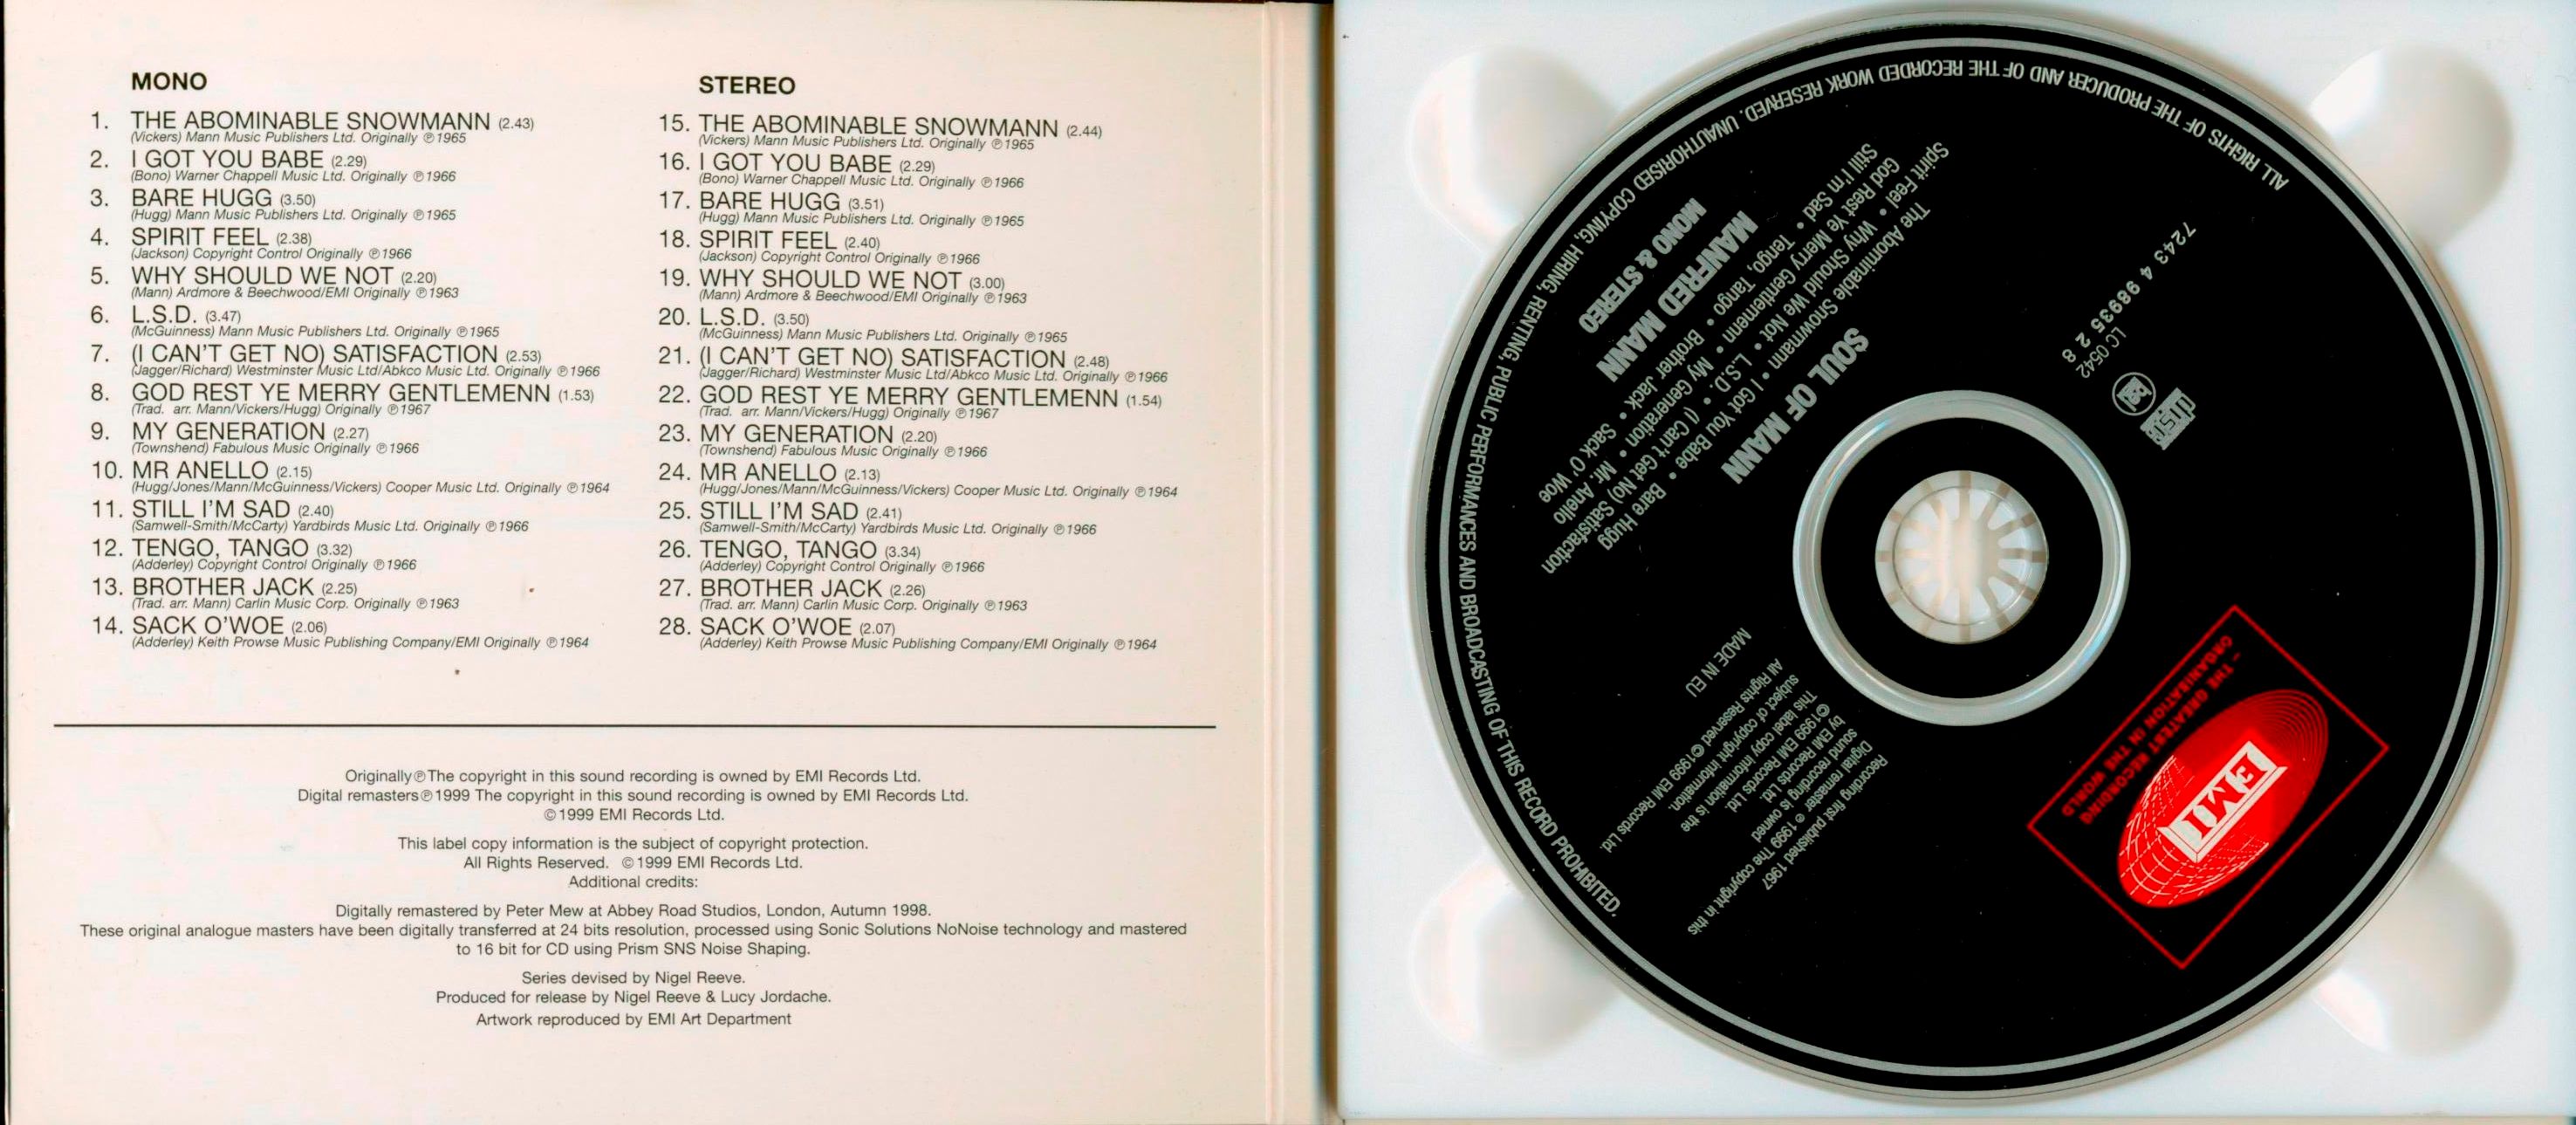 MONO
1. THE ABOMINABLE SNOWMANN (2.43)
(Vickers) Mann Music Publishers Ltd. Originally ℗1965
2. I GOT YOU BABE (2.29)
(Bono) Warner Chappell Music Ltd. Originally ℗1966
3. BARE HUGG (3.50)
(Hugg) Mann Music Publishers Ltd. Originally ℗1965
4. SPIRIT FEEL (2.38)
(Jackson) Copyright Control Originally ℗1966
5. WHY SHOULD WE NOT (2.20)
(Mann) Ardmore & Beechwood/EMI Originally ℗1963
6. L.S.D. (3.47)
(McGuinness) Mann Music Publishers Ltd. Originally ℗1965
7. (I CAN'T GET NO) SATISFACTION (2.53)
(Jagger/Richard) Westminster Music Ltd/Abkco Music Ltd. Originally ℗1966
8. GOD REST YE MERRY GENTLEMENN (1.53)
(Trad. arr. Mann/Vickers/Hugg) Originally ℗1967
9. MY GENERATION (2.27)
(Townshend) Fabulous Music Originally ℗1966
10. MR ANELLO (2.15)
(Hugg/Jones/Mann/McGuinness/Vickers) Cooper Music Ltd. Originally ℗1964
11. STILL I'M SAD (2.40)
(Samwell-Smith/McCarty) Yardbirds Music Ltd. Originally ℗1966
12. TENGO, TANGO (3.32)
(Adderley) Copyright Control Originally ℗1966
13. BROTHER JACK (2.25)
(Trad. arr. Mann) Carlin Music Corp. Originally ℗1963
14. SACK O'WOE (2.06)
(Adderley) Keith Prowse Music Publishing Company/EMI Originally ℗1964
STEREO
15. THE ABOMINABLE SNOWMANN (2.44)
(Vickers) Mann Music Publishers Ltd. Originally ℗1965
16. I GOT YOU BABE (2.29)
(Bono) Warner Chappell Music Ltd. Originally ℗1966
17. BARE HUGG (3.51)
(Hugg) Mann Music Publishers Ltd. Originally ℗1965
18. SPIRIT FEEL (2.40)
(Jackson) Copyright Control Originally ℗1966
19. WHY SHOULD WE NOT (3.00)
(Mann) Ardmore & Beechwood/EMI Originally ℗1963
20. L.S.D. (3.50)
(McGuinness) Mann Music Publishers Ltd. Originally ℗1965
21. (I CAN'T GET NO) SATISFACTION (2.48)
(Jagger/Richard) Westminster Music Ltd/Abkco Music Ltd. Originally ℗1966
22. GOD REST YE MERRY GENTLEMENN (1.54)
(Trad. arr. Mann/Vickers/Hugg) Originally ℗1967
23. MY GENERATION (2.20)
(Townshend) Fabulous Music Originally ℗1966
24. MR ANELLO (2.13)
(Hugg/Jones/Mann/McGuinness/Vickers) Cooper Music Ltd. Originally ℗1964
25. STILL I'M SAD (2.41)
(Samwell-Smith/McCarty) Yardbirds Music Ltd. Originally ℗1966
26. TENGO, TANGO (3.34)
(Adderley) Copyright Control Originally ℗1966
27. BROTHER JACK (2.26)
(Trad. arr. Mann) Carlin Music Corp. Originally ℗1963
28. SACK O'WOE (2.07)
(Adderley) Keith Prowse Music Publishing Company/EMI Originally ℗1964
Originally℗The copyright in this sound recording is owned by EMI Records Ltd.
Digital remasters℗1999 The copyright in this sound recording is owned by EMI Records Ltd.
©1999 EMI Records Ltd.
This label copy information is the subject of copyright protection.
All Rights Reserved. ©1999 EMI Records Ltd.
Additional credits:
Digitally remastered by Peter Mew at Abbey Road Studios, London, Autumn 1998.
These original analogue masters have been digitally transferred at 24 bits resolution, processed using Sonic Solutions NoNoise technology and mastered
to 16 bit for CD using Prism SNS Noise Shaping.
Series devised by Nigel Reeve.
Produced for release by Nigel Reeve & Lucy Jordache.
Artwork reproduced by EMI Art Department
ALL RIGHTS OF THE PRODUCER AND OF THE RECORDED WORK RESERVED. UNAUTHORISED COPYING, HIRING, RENTING, PUBLIC PERFORMANCES AND BROADCASTING OF THIS RECORD PROHIBITED.
EMI
– THE GREATEST RECORDING
ORGANISATION IN THE WORLD
disc
LC 0542
7243 4 98935 2 8
SOUL OF MANN
The Abominable Snowmann • I Got You Babe • Bare Hugg
Spirit Feel • Why Should We Not • L.S.D. • (I Can't Get No) Satisfaction
God Rest Ye Merry Gentlemenn • My Generation • Mr. Anello
Still I'm Sad • Tengo, Tango • Brother Jack • Sack O' Woe
MANFRED MANN
MONO & STEREO
Recording first published 1967
Digital remaster ℗ 1999 The copyright in this
sound recording is owned
by EMI Records Ltd.
©1999 EMI Records Ltd.
This label copy information is the
subject of copyright information.
All Rights Reserved ©1999 EMI Records Ltd.
MADE IN EU